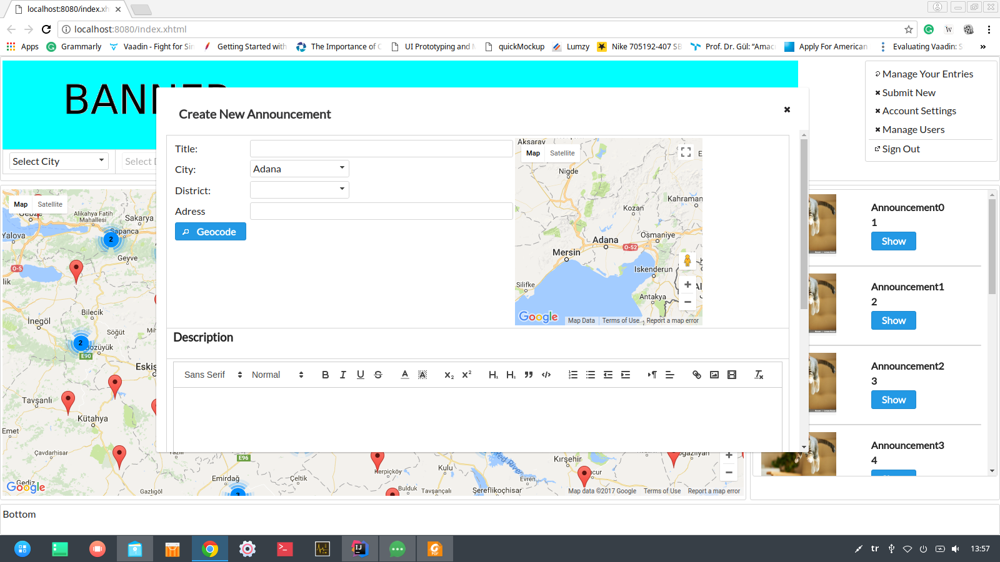 localhost:8080/index.xh
localhost:8080/index.xhtml
Apps
Grammarly
Vaadin - Fight for Sim
Getting Started with
The Importance of C
UI Prototyping and
quickMockup
Lumzy
Nike 705192-407 SB
Prof. Dr. Gül: “Amac
Apply For American
Evaluating Vaadin: S
»
Manage Your Entries
Submit New
Account Settings
Manage Users
Sign Out
Select City
Select
Create New Announcement
Title:
City:
Adana
District:
Adress
Geocode
Map
Satellite
Aksaray
Nigde
Kozan
Kahraman
Osmaniye
Adana
O-52
Mersin
Iskenderun
Silifke
Antakya
Google
Map Data
Terms of Use
Report a map error
Description
Sans Serif
Normal
Map
Satellite
Gebze
Alikahya Fatih
Mahallesi
Sakarya
Yalova
2
Sapanca
Geyve
O-5
Bilecik
İnegöl
Söğüt
2
Bozüyük
E90
Eskiş
Tavşanlı
Kütahya
Emet
Çavdarhisar
Gediz
Google
Gazlıgöl
Emirdağ
E96
3
Çeltik
Kerpiçköy
Kulu
Bulduk
Tavşançalı
Şereflikoçhisar
Evren
Kırşehir
Map data ©2017 Google
Terms of Use
Report a map error
Announcement0
1
Show
Announcement1
2
Show
Announcement2
3
Show
Announcement3
4
Bottom
tr
13:57